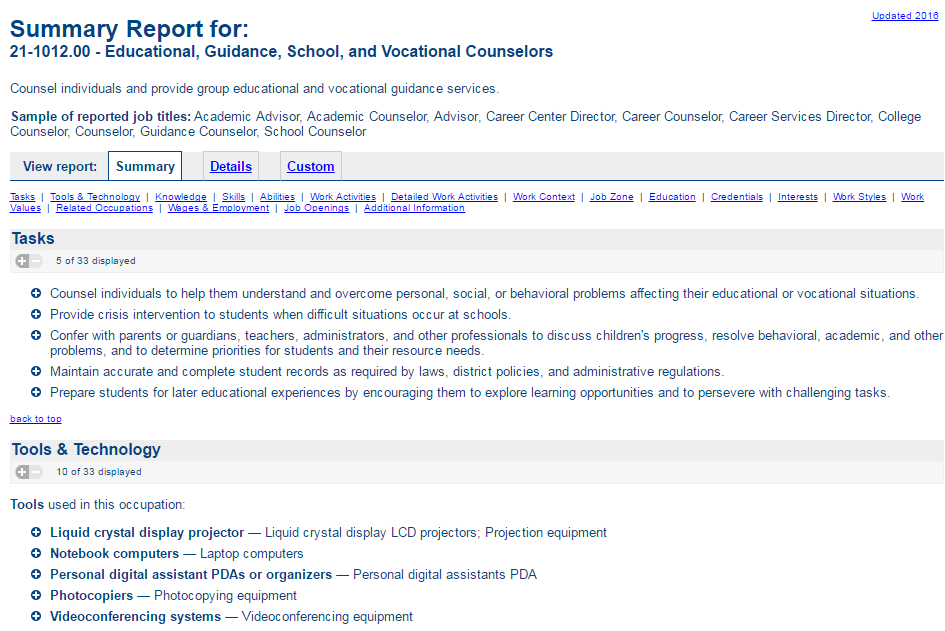 Updated 2016
Summary Report for:
21-1012.00 - Educational, Guidance, School, and Vocational Counselors
Counsel individuals and provide group educational and vocational guidance services.
Sample of reported job titles: Academic Advisor, Academic Counselor, Advisor, Career Center Director, Career Counselor, Career Services Director, College
Counselor, Counselor, Guidance Counselor, School Counselor
View report: Summary Details Custom
Tasks | Tools & Technology | Knowledge | Skills | Abilities | Work Activities | Detailed Work Activities | Work Context | Job Zone | Education | Credentials | Interests | Work Styles | Work
Values | Related Occupations | Wages & Employment | Job Openings | Additional Information
Tasks
5 of 33 displayed
Counsel individuals to help them understand and overcome personal, social, or behavioral problems affecting their educational or vocational situations.
Provide crisis intervention to students when difficult situations occur at schools.
Confer with parents or guardians, teachers, administrators, and other professionals to discuss children's progress, resolve behavioral, academic, and other
problems, and to determine priorities for students and their resource needs.
Maintain accurate and complete student records as required by laws, district policies, and administrative regulations.
Prepare students for later educational experiences by encouraging them to explore learning opportunities and to persevere with challenging tasks.
back to top
Tools & Technology
10 of 33 displayed
Tools used in this occupation:
Liquid crystal display projector — Liquid crystal display LCD projectors; Projection equipment
Notebook computers — Laptop computers
Personal digital assistant PDAs or organizers — Personal digital assistants PDA
Photocopiers — Photocopying equipment
Videoconferencing systems — Videoconferencing equipment